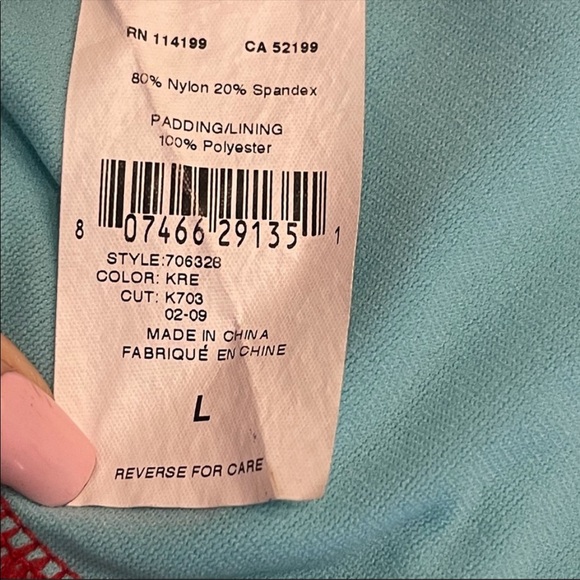 RN 114199 CA 52199
80% Nylon 20% Spandex
PADDING/LINING
100% Polyester
8 07466 29135 1
STYLE:706328
COLOR: KRE
CUT: K703
02-09
MADE IN CHINA
FABRIQUÉ EN CHINE
L
REVERSE FOR CARE